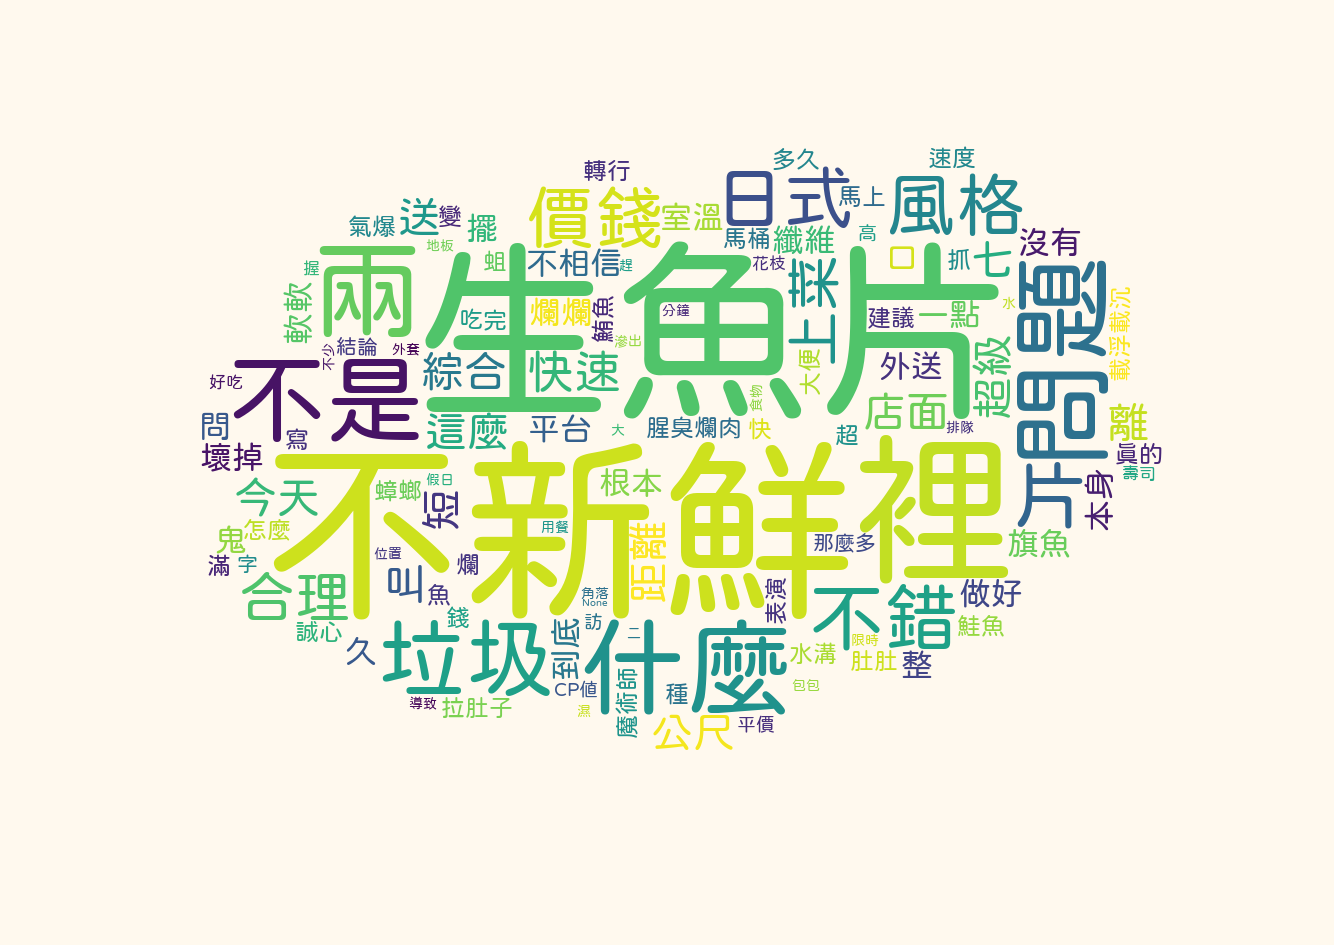 轉行
多久
速度
送
變
擺
價錢
室溫
日式
馬上
風格
氣爆
地板
馬桶
纖維
高
沒有
握
兩
蛆
不相信
趕
花枝
上菜
口
抓
七
問題
生魚片
軟軟
吃完
爛爛
鮪魚
分鐘
建議
一點
水
載浮載沉
不少
結論
外套
滲出
綜合
快速
大便
外送
超級
好吃
不是
食物
店面
問
寫
這麼
平台
大
腥臭爛肉
快
超
排隊
離
壞掉
真的
壽司
不新鮮
裡
今天
蟑螂
假日
短
根本
斤
本身
鬼
怎麼
用餐
距離
那麼多
旗魚
滿
字
位置
爛
合理
叫
魚
角落
None
表演
不錯
做好
誠心
錢
訪
二
鮭魚
久
垃圾
到底
什麼
限時
水溝
肚肚
整
CP值
魔術師
種
包包
導致
拉肚子
濕
公尺
平價